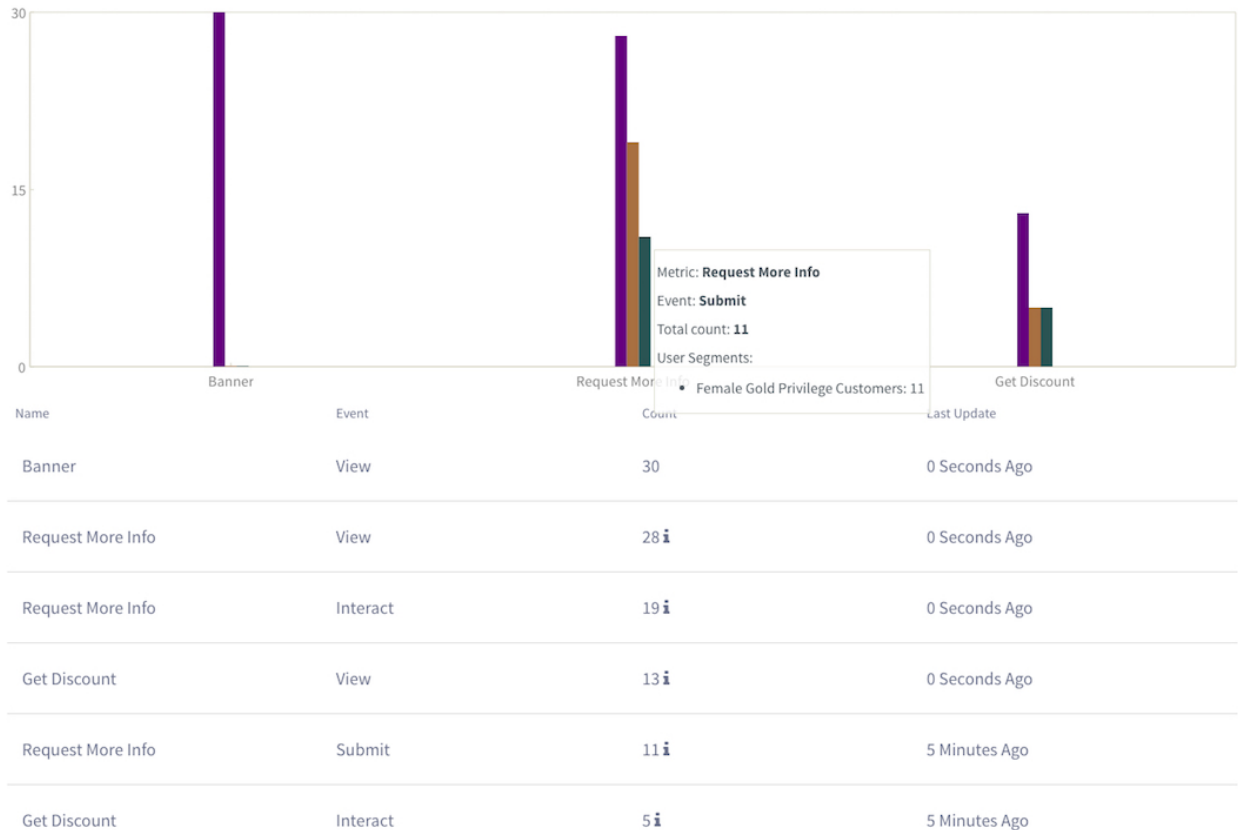 30
15
0
Metric: Request More Info
Event: Submit
Total count: 11
User Segments:
• Female Gold Privilege Customers: 11
Banner
Request More Info
Get Discount
Name Event Count Last Update
Banner View 30 0 Seconds Ago
Request More Info View 28 i 0 Seconds Ago
Request More Info Interact 19 i 0 Seconds Ago
Get Discount View 13 i 0 Seconds Ago
Request More Info Submit 11 i 5 Minutes Ago
Get Discount Interact 5 i 5 Minutes Ago